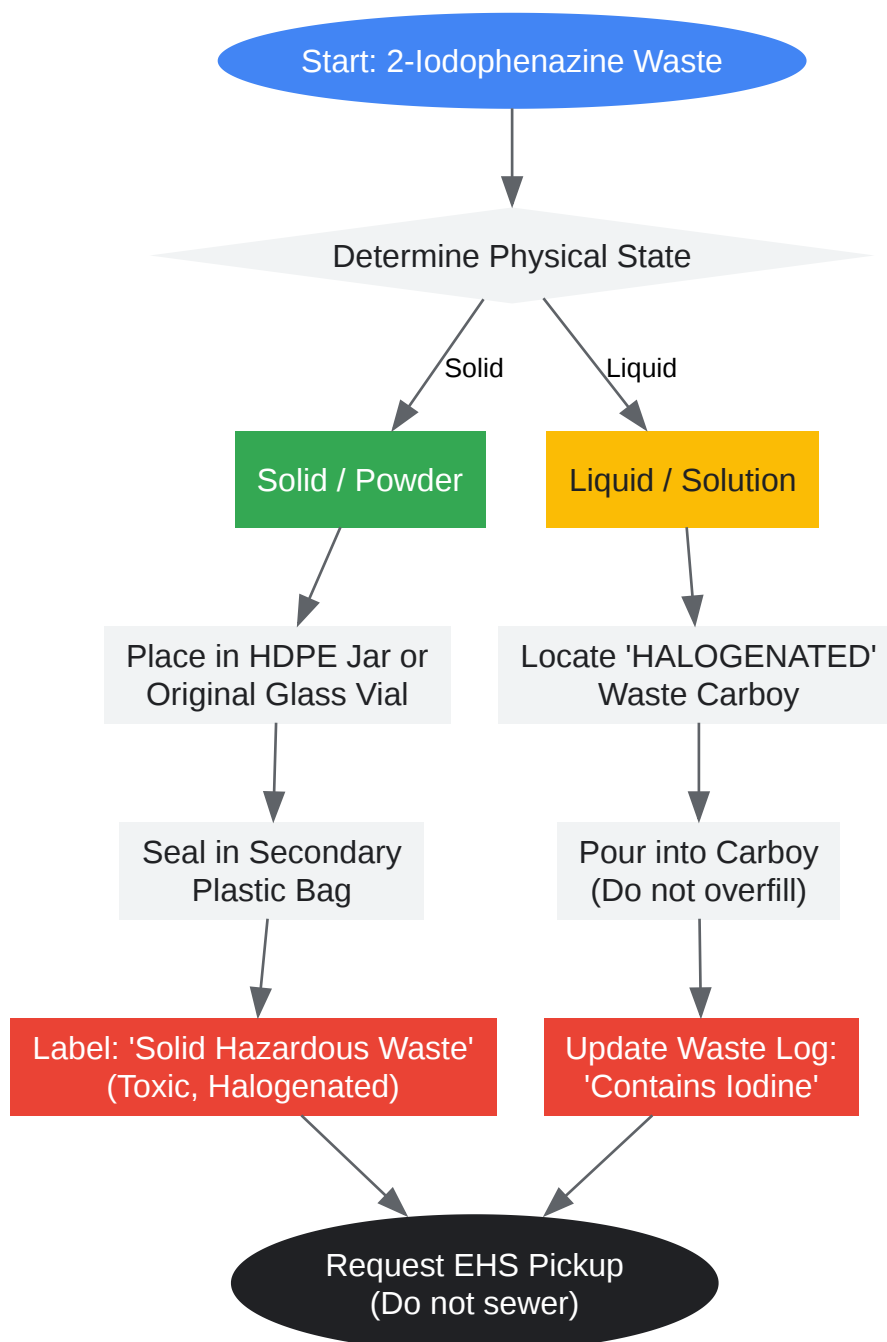 Start: 2-Iodophenazine Waste
Determine Physical State
Solid
Liquid
Solid / Powder
Liquid / Solution
Place in HDPE Jar or
Original Glass Vial
Locate 'HALOGENATED'
Waste Carboy
Seal in Secondary
Plastic Bag
Pour into Carboy
(Do not overfill)
Label: 'Solid Hazardous Waste'
(Toxic, Halogenated)
Update Waste Log:
'Contains Iodine'
Request EHS Pickup
(Do not sewer)